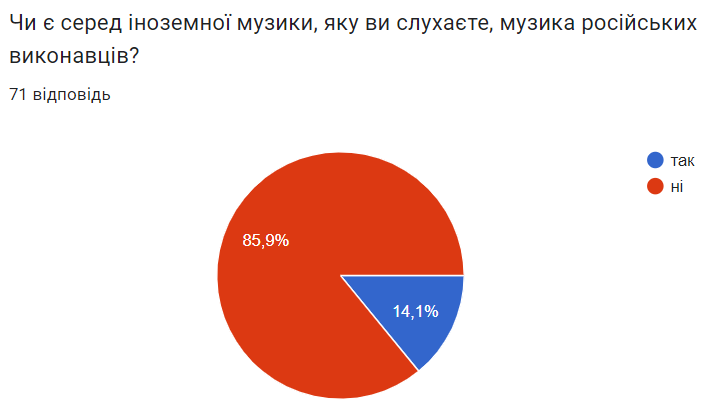 Чи є серед іноземної музики, яку ви слухаєте, музика російських
виконавців?
71 відповідь
так
ні
85,9%
14,1%